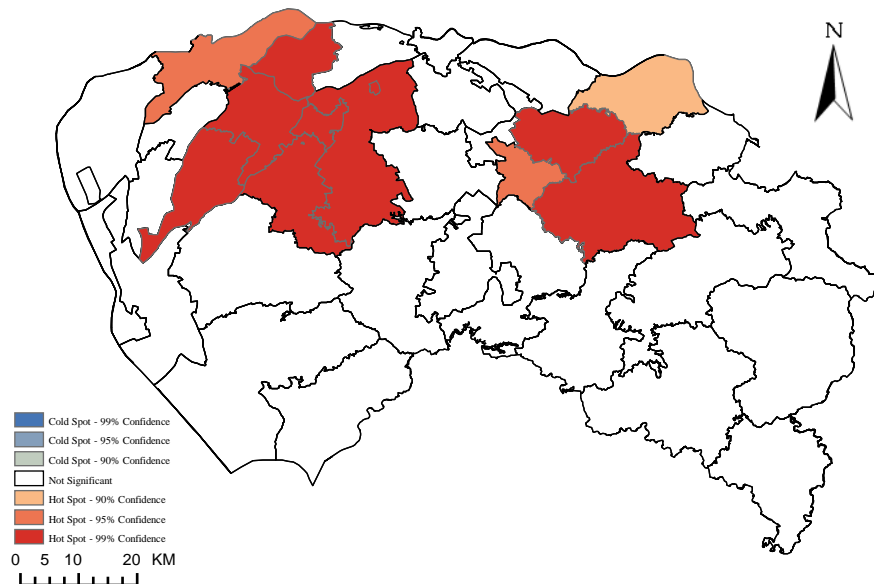 N
Cold Spot - 99% Confidence
Cold Spot - 95% Confidence
Cold Spot - 90% Confidence
Not Significant
Hot Spot - 90% Confidence
Hot Spot - 95% Confidence
Hot Spot - 99% Confidence
0 5 10 20 KM